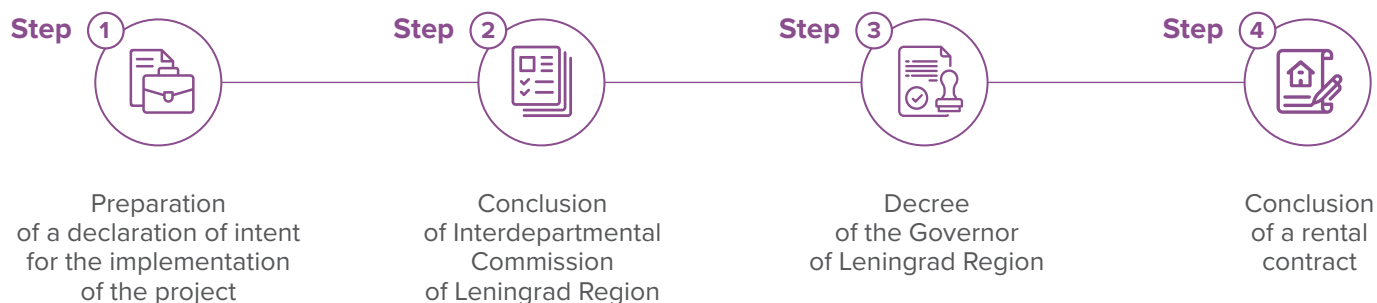 Step 1
Step 2
Step 3
Step 4
Preparation
of a declaration of intent
for the implementation
of the project
Conclusion
of Interdepartmental
Commission
of Leningrad Region
Decree
of the Governor
of Leningrad Region
Conclusion
of a rental
contract